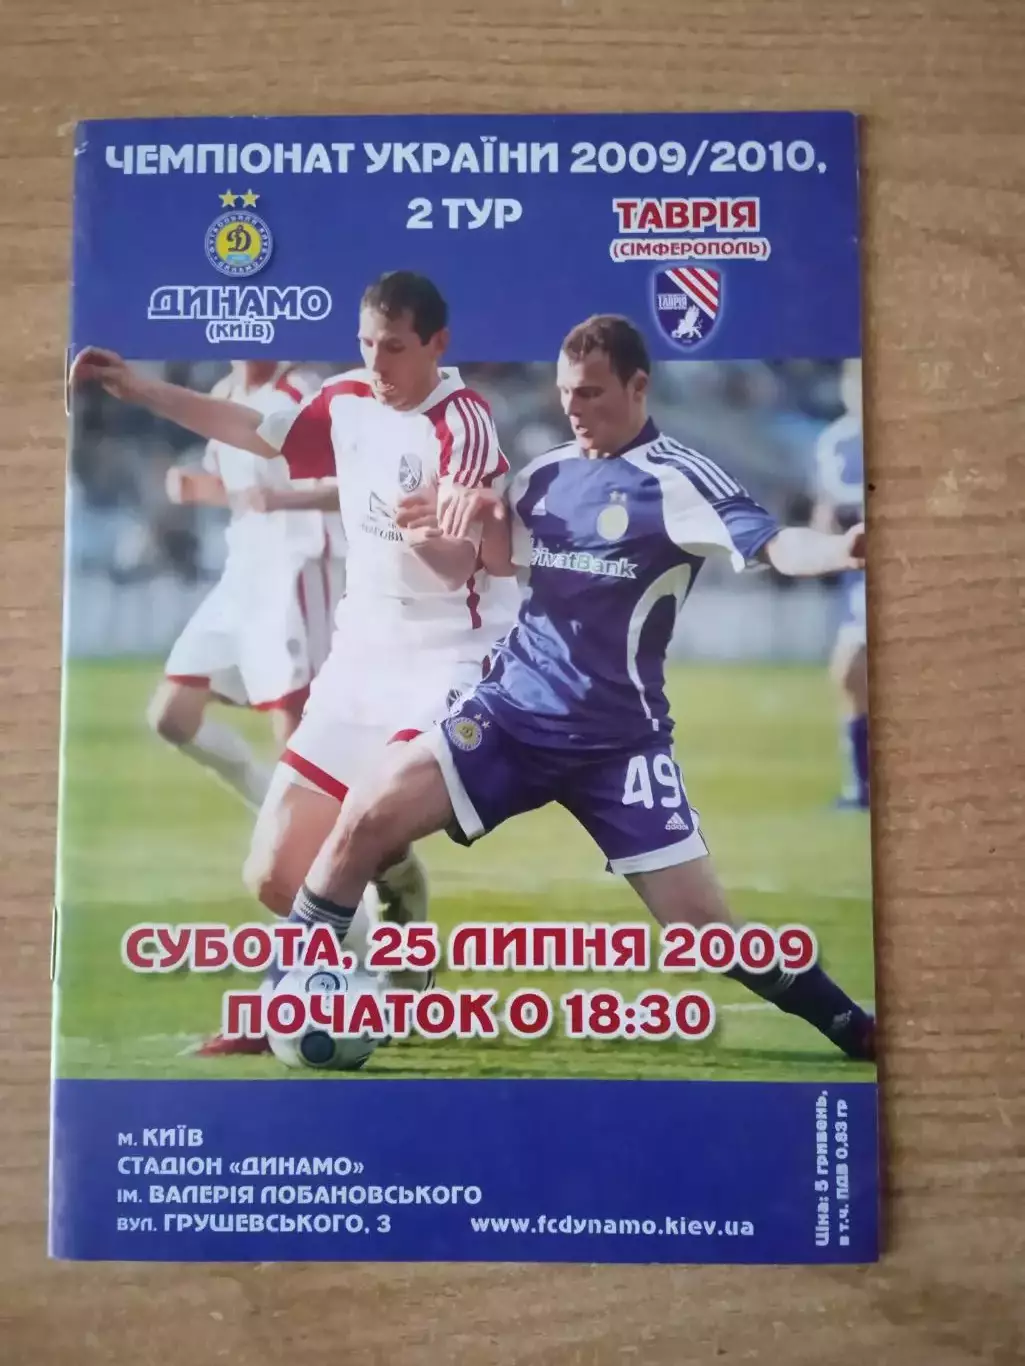 ЧЕМПІОНАТ УКРАЇНИ 2009/2010,
2 ТУР
ДИНАМО
(КИЇВ)
ТАВРІЯ
(СІМФЕРОПОЛЬ)
ТАВРІЯ
PrivatBank
49
adidas
СУБОТА, 25 ЛИПНЯ 2009
ПОЧАТОК О 18:30
М. КИЇВ
СТАДІОН «ДИНАМО»
ІМ. ВАЛЕРІЯ ЛОБАНОВСЬКОГО
ВУЛ. ГРУШЕВСЬКОГО, 3
www.fcdynamo.kiev.ua
Ціна: 5 гривень,
в т.ч. ПДВ 0,83 гр